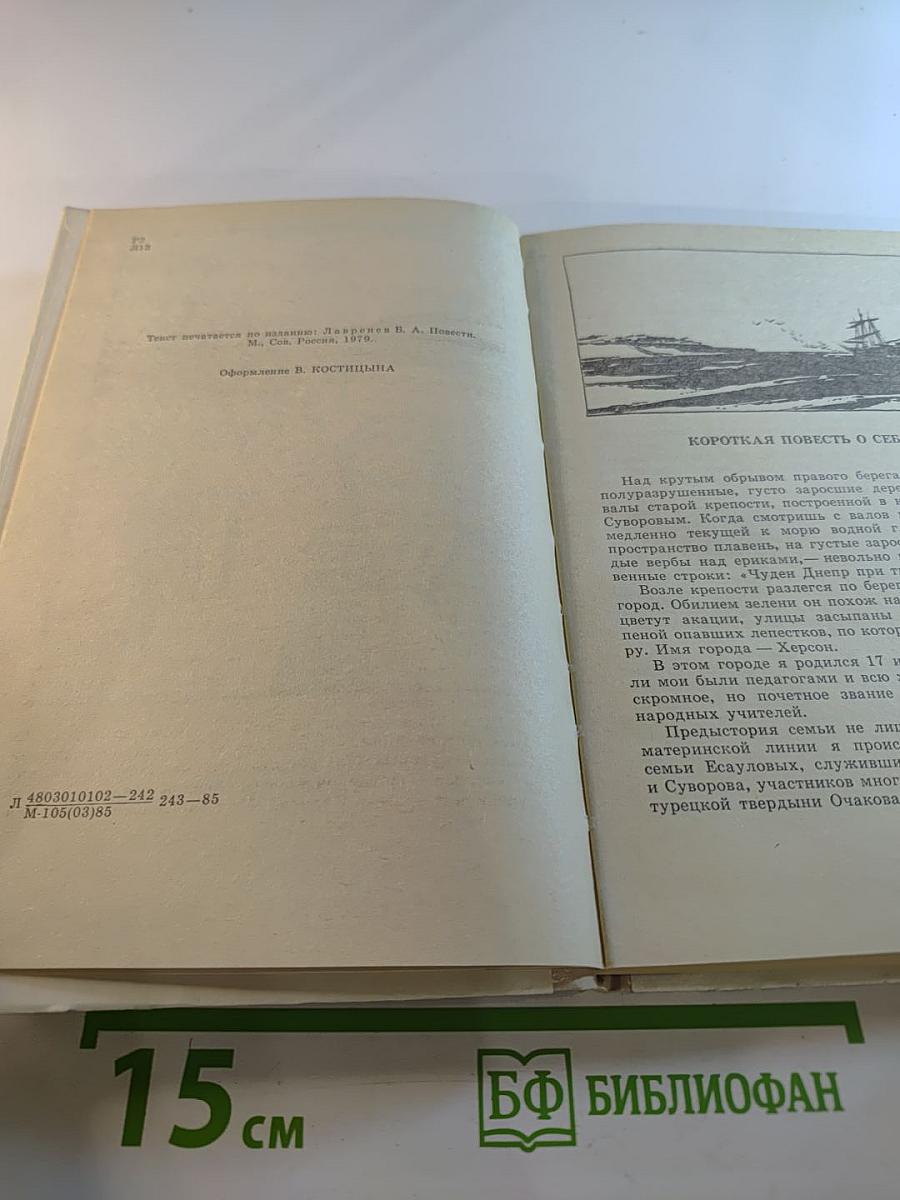 Р2
Л13
Текст печатается по изданию: Лавренев Б. А. Повести.
М., Сов. Россия, 1979.
Оформление В. КОСТИЦЫНА
Л 4803010102—242 243—85
М-105(03)85
КОРОТКАЯ ПОВЕСТЬ О СЕБ
Над крутым обрывом правого берега
полуразрушенные, густо заросшие дере
валы старой крепости, построенной в
Суворовым. Когда смотришь с валов
медленно текущей к морю водной г
пространство плавень, на густые зарос
дые вербы над ериками,— невольно
венные строки: «Чуден Днепр при т
Возле крепости разлегся по берег
город. Обилием зелени он похож на
цветут акации, улицы засыпаны
пеной опавших лепестков, по котор
ру. Имя города — Херсон.
В этом городе я родился 17 и
ли мои были педагогами и всю
скромное, но почетное звание
народных учителей.
Предыстория семьи не лиш
материнской линии я проис
семьи Есауловых, служивши
и Суворова, участников мног
турецкой твердыни Очакова
15 см
БФ БИБЛИОФАН